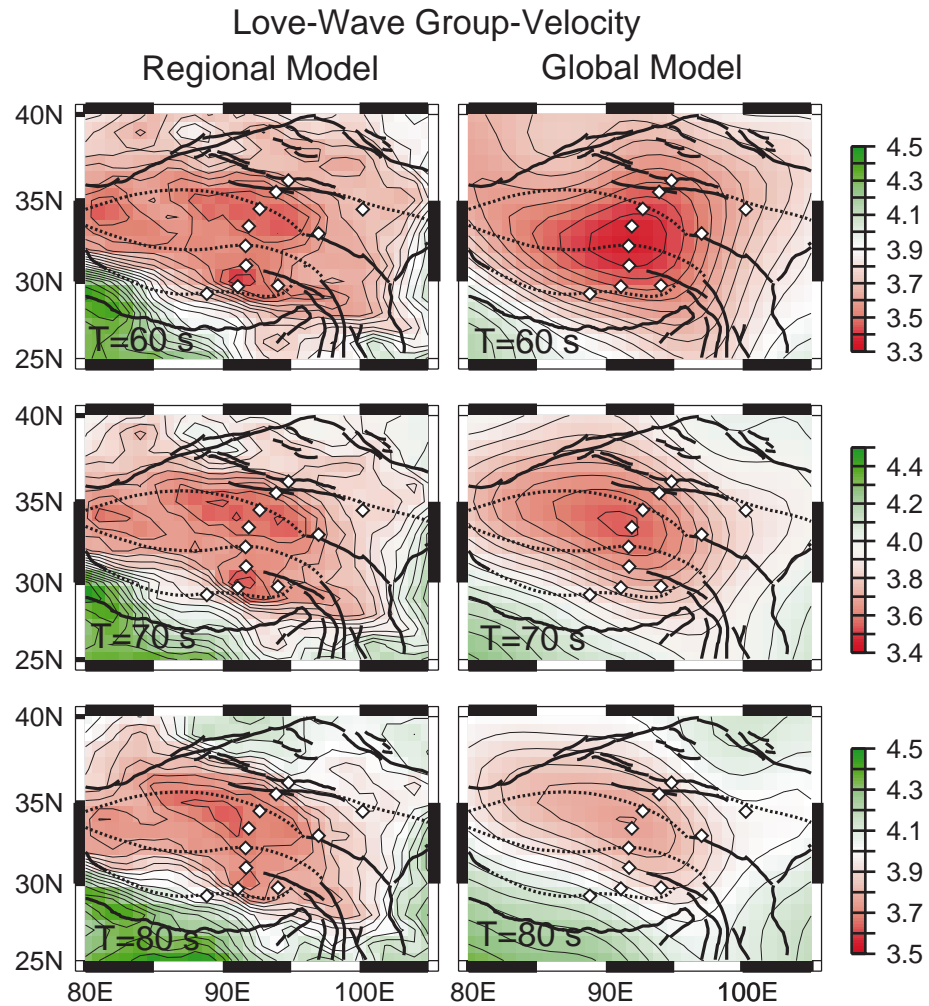 Love-Wave Group-Velocity
Regional Model Global Model
40N
35N
30N
25N
T=60 s T=60 s
4.5
4.3
4.1
3.9
3.7
3.5
3.3
40N
35N
30N
25N
T=70 s T=70 s
4.4
4.2
4.0
3.8
3.6
3.4
40N
35N
30N
25N
T=80 s T=80 s
4.5
4.3
4.1
3.9
3.7
3.5
80E 90E 100E 80E 90E 100E